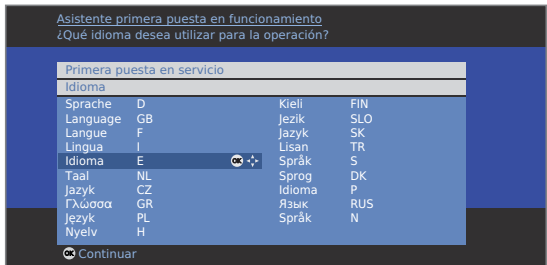 Asistente primera puesta en funcionamiento
¿Qué idioma desea utilizar para la operación?
Primera puesta en servicio
Idioma
Sprache D Kieli FIN
Language GB Jezik SLO
Langue F Jazyk SK
Lingua I Lisan TR
Idioma E OK Språk S
Taal NL Sprog DK
Jazyk CZ Idioma P
Γλώσσα GR Язык RUS
Język PL Språk N
Nyelv H
OK Continuar